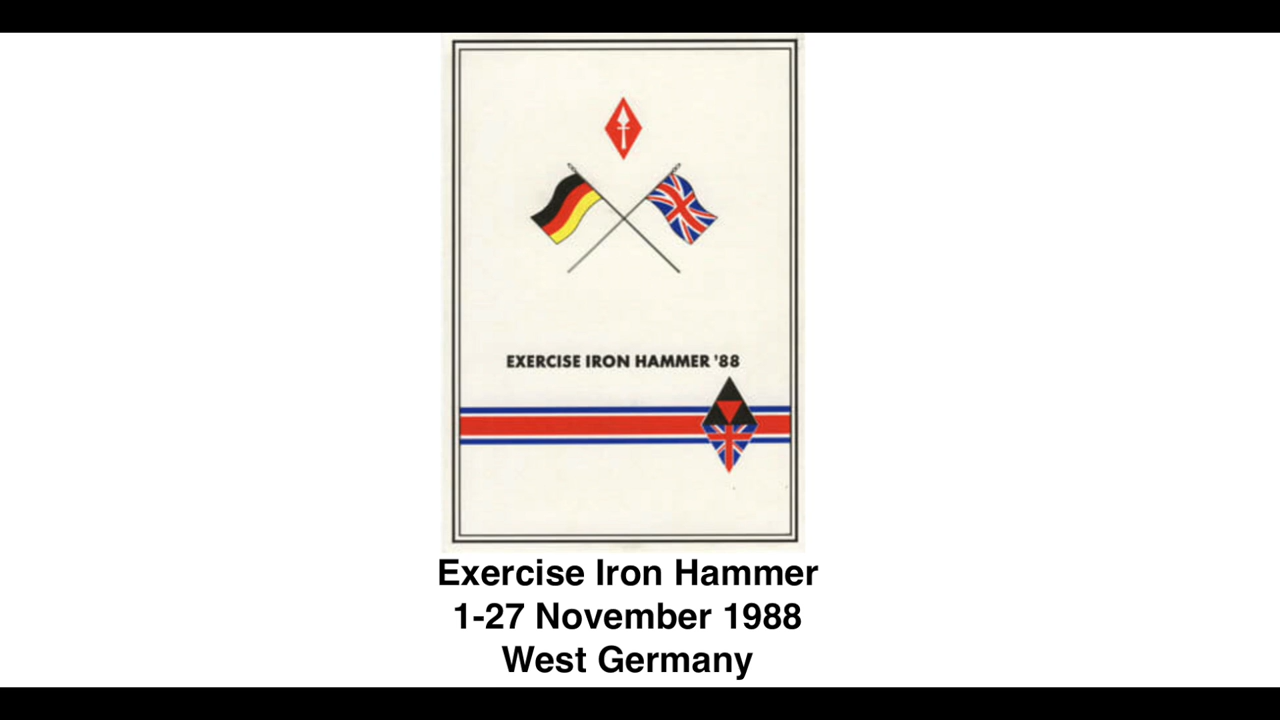 EXERCISE IRON HAMMER '88
Exercise Iron Hammer
1-27 November 1988
West Germany